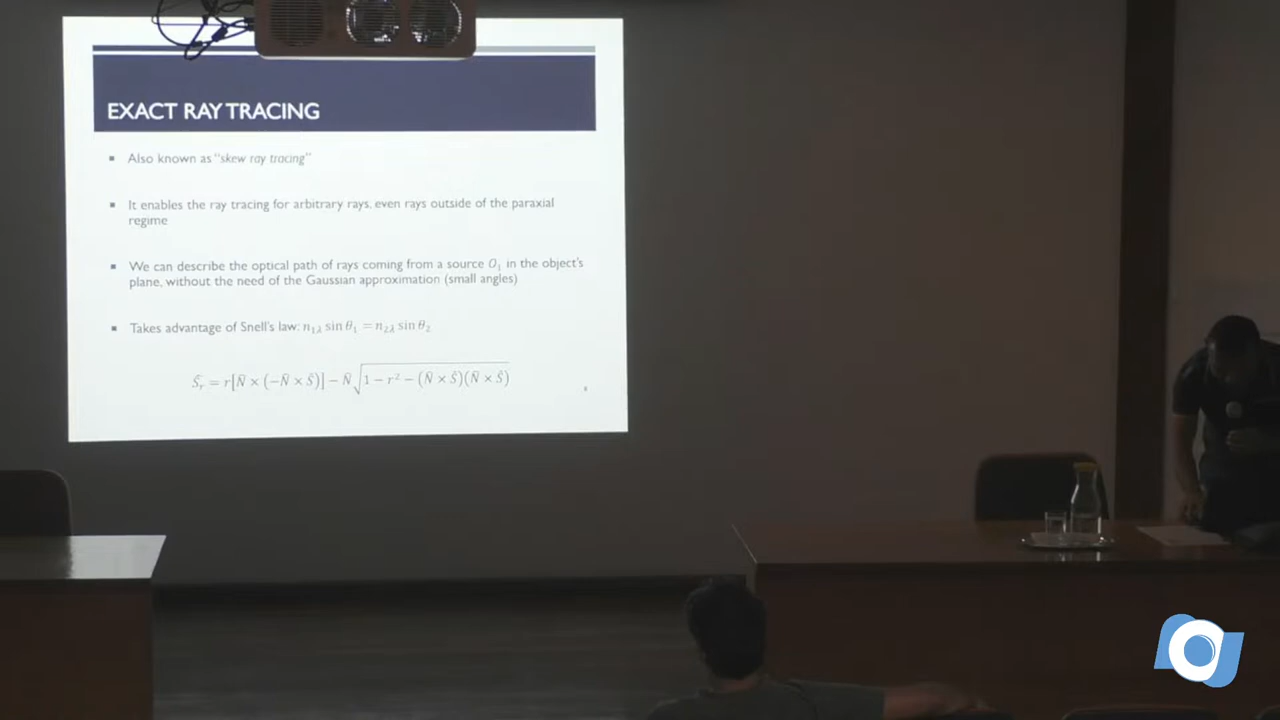 EXACT RAY TRACING
▪ Also known as "skew ray tracing"
▪ It enables the ray tracing for arbitrary rays, even rays outside of the paraxial
regime
▪ We can describe the optical path of rays coming from a source O₁ in the object's
plane, without the need of the Gaussian approximation (small angles)
▪ Takes advantage of Snell's law: n₁λ sin θ₁ = n₂λ sin θ₂
S̄ᵣ = r[N̄ × (−N̄ × S̄)] − N̄√(1 − r² − (N̄ × S̄)(N̄ × S̄))